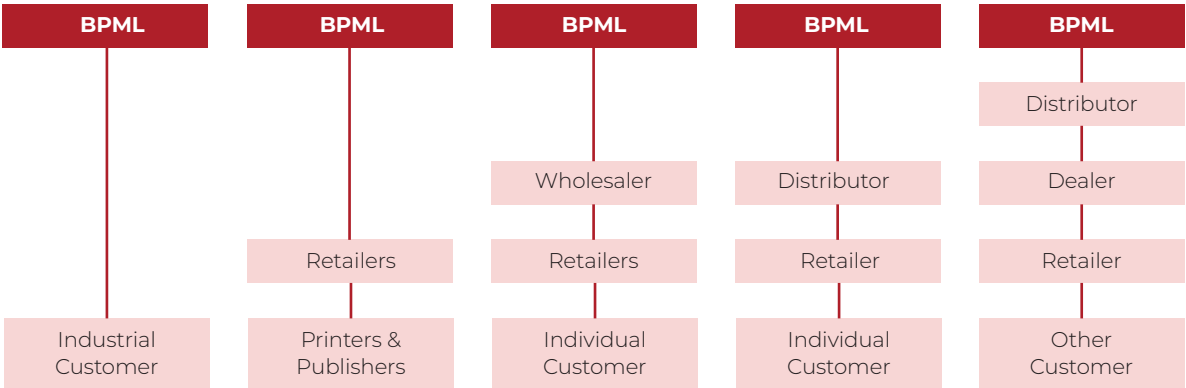 BPML
BPML
BPML
BPML
BPML
Distributor
Wholesaler
Distributor
Dealer
Retailers
Retailers
Retailer
Retailer
Industrial
Customer
Printers &
Publishers
Individual
Customer
Individual
Customer
Other
Customer